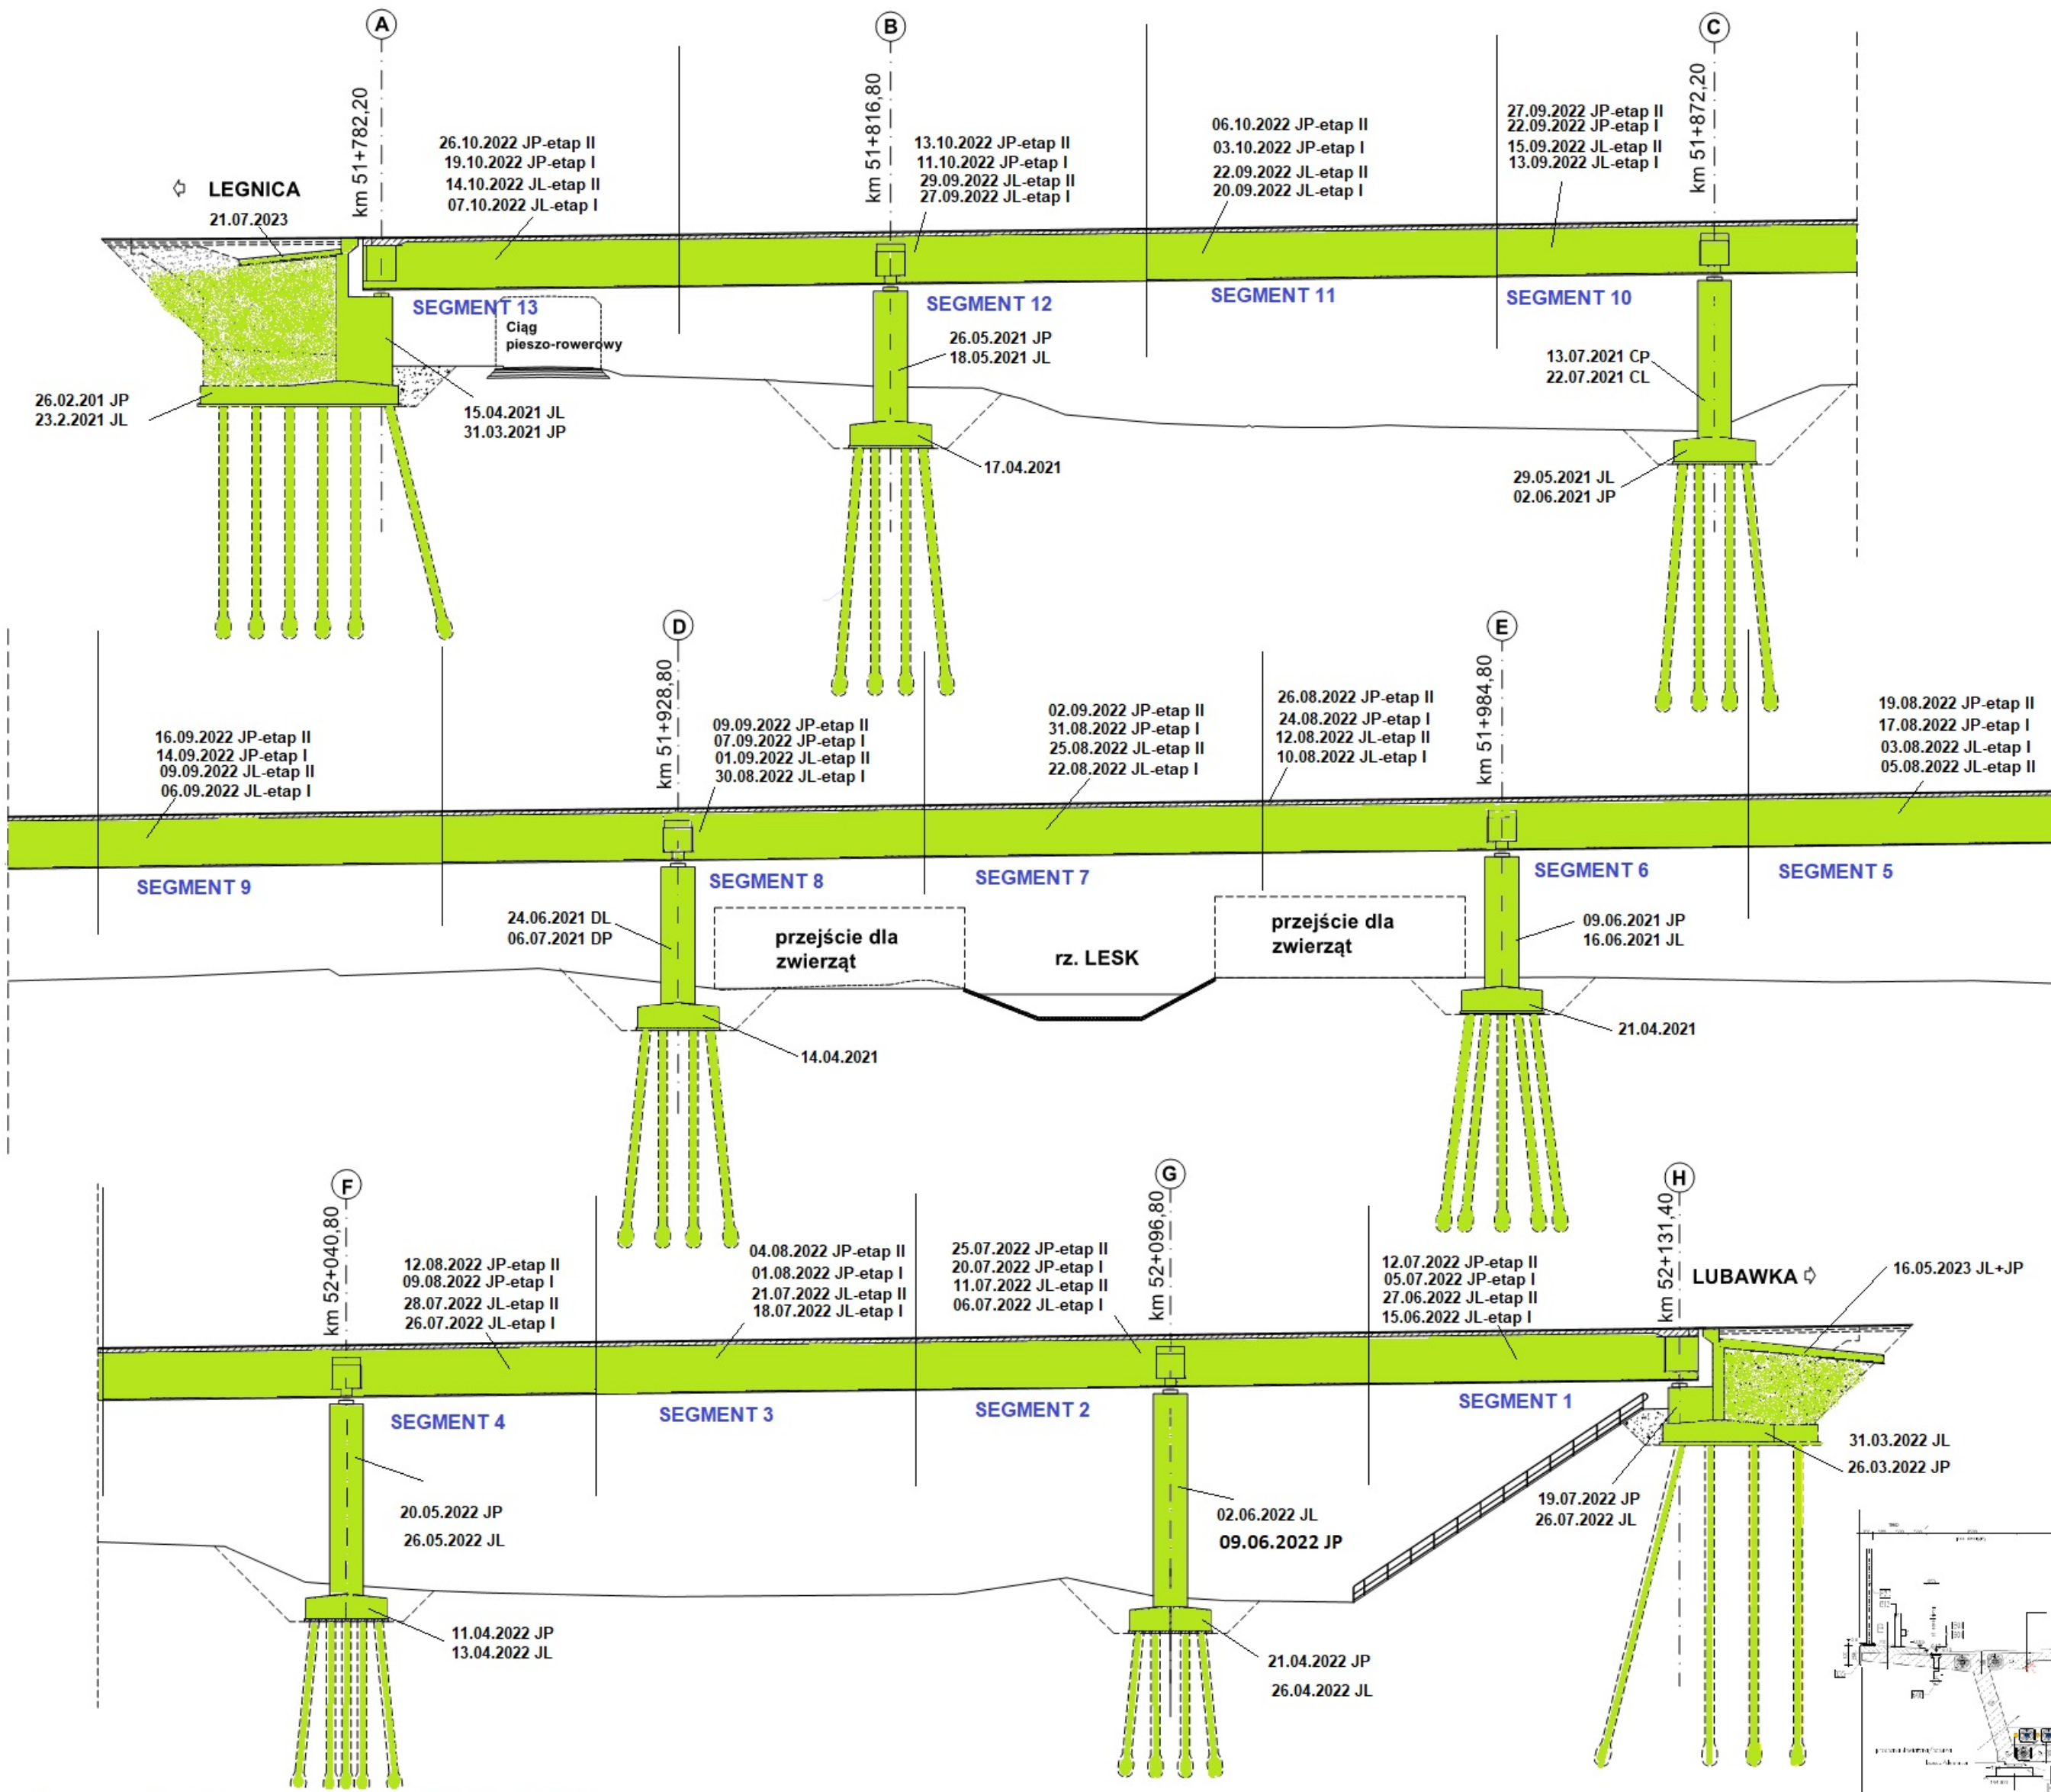 A
B
C
km 51+782,20
km 51+816,80
km 51+872,20
26.10.2022 JP-etap II
19.10.2022 JP-etap I
14.10.2022 JL-etap II
07.10.2022 JL-etap I
13.10.2022 JP-etap II
11.10.2022 JP-etap I
29.09.2022 JL-etap II
27.09.2022 JL-etap I
06.10.2022 JP-etap II
03.10.2022 JP-etap I
22.09.2022 JL-etap II
20.09.2022 JL-etap I
27.09.2022 JP-etap II
22.09.2022 JP-etap I
15.09.2022 JL-etap II
13.09.2022 JL-etap I
LEGNICA
21.07.2023
SEGMENT 13
SEGMENT 12
SEGMENT 11
SEGMENT 10
Ciąg
pieszo-rowerowy
26.05.2021 JP
18.05.2021 JL
13.07.2021 CP
22.07.2021 CL
26.02.201 JP
23.2.2021 JL
15.04.2021 JL
31.03.2021 JP
17.04.2021
29.05.2021 JL
02.06.2021 JP
D
E
km 51+928,80
km 51+984,80
16.09.2022 JP-etap II
14.09.2022 JP-etap I
09.09.2022 JL-etap II
06.09.2022 JL-etap I
09.09.2022 JP-etap II
07.09.2022 JP-etap I
01.09.2022 JL-etap II
30.08.2022 JL-etap I
02.09.2022 JP-etap II
31.08.2022 JP-etap I
25.08.2022 JL-etap II
22.08.2022 JL-etap I
26.08.2022 JP-etap II
24.08.2022 JP-etap I
12.08.2022 JL-etap II
10.08.2022 JL-etap I
19.08.2022 JP-etap II
17.08.2022 JP-etap I
03.08.2022 JL-etap I
05.08.2022 JL-etap II
SEGMENT 9
SEGMENT 8
SEGMENT 7
SEGMENT 6
SEGMENT 5
24.06.2021 DL
06.07.2021 DP
przejście dla
zwierząt
rz. LESK
przejście dla
zwierząt
09.06.2021 JP
16.06.2021 JL
14.04.2021
21.04.2021
F
G
H
km 52+040,80
km 52+096,80
km 52+131,40
12.08.2022 JP-etap II
09.08.2022 JP-etap I
28.07.2022 JL-etap II
26.07.2022 JL-etap I
04.08.2022 JP-etap II
01.08.2022 JP-etap I
21.07.2022 JL-etap II
18.07.2022 JL-etap I
25.07.2022 JP-etap II
20.07.2022 JP-etap I
11.07.2022 JL-etap II
06.07.2022 JL-etap I
12.07.2022 JP-etap II
05.07.2022 JP-etap I
27.06.2022 JL-etap II
15.06.2022 JL-etap I
LUBAWKA
16.05.2023 JL+JP
SEGMENT 4
SEGMENT 3
SEGMENT 2
SEGMENT 1
20.05.2022 JP
26.05.2022 JL
02.06.2022 JL
09.06.2022 JP
31.03.2022 JL
26.03.2022 JP
19.07.2022 JP
26.07.2022 JL
11.04.2022 JP
13.04.2022 JL
21.04.2022 JP
26.04.2022 JL